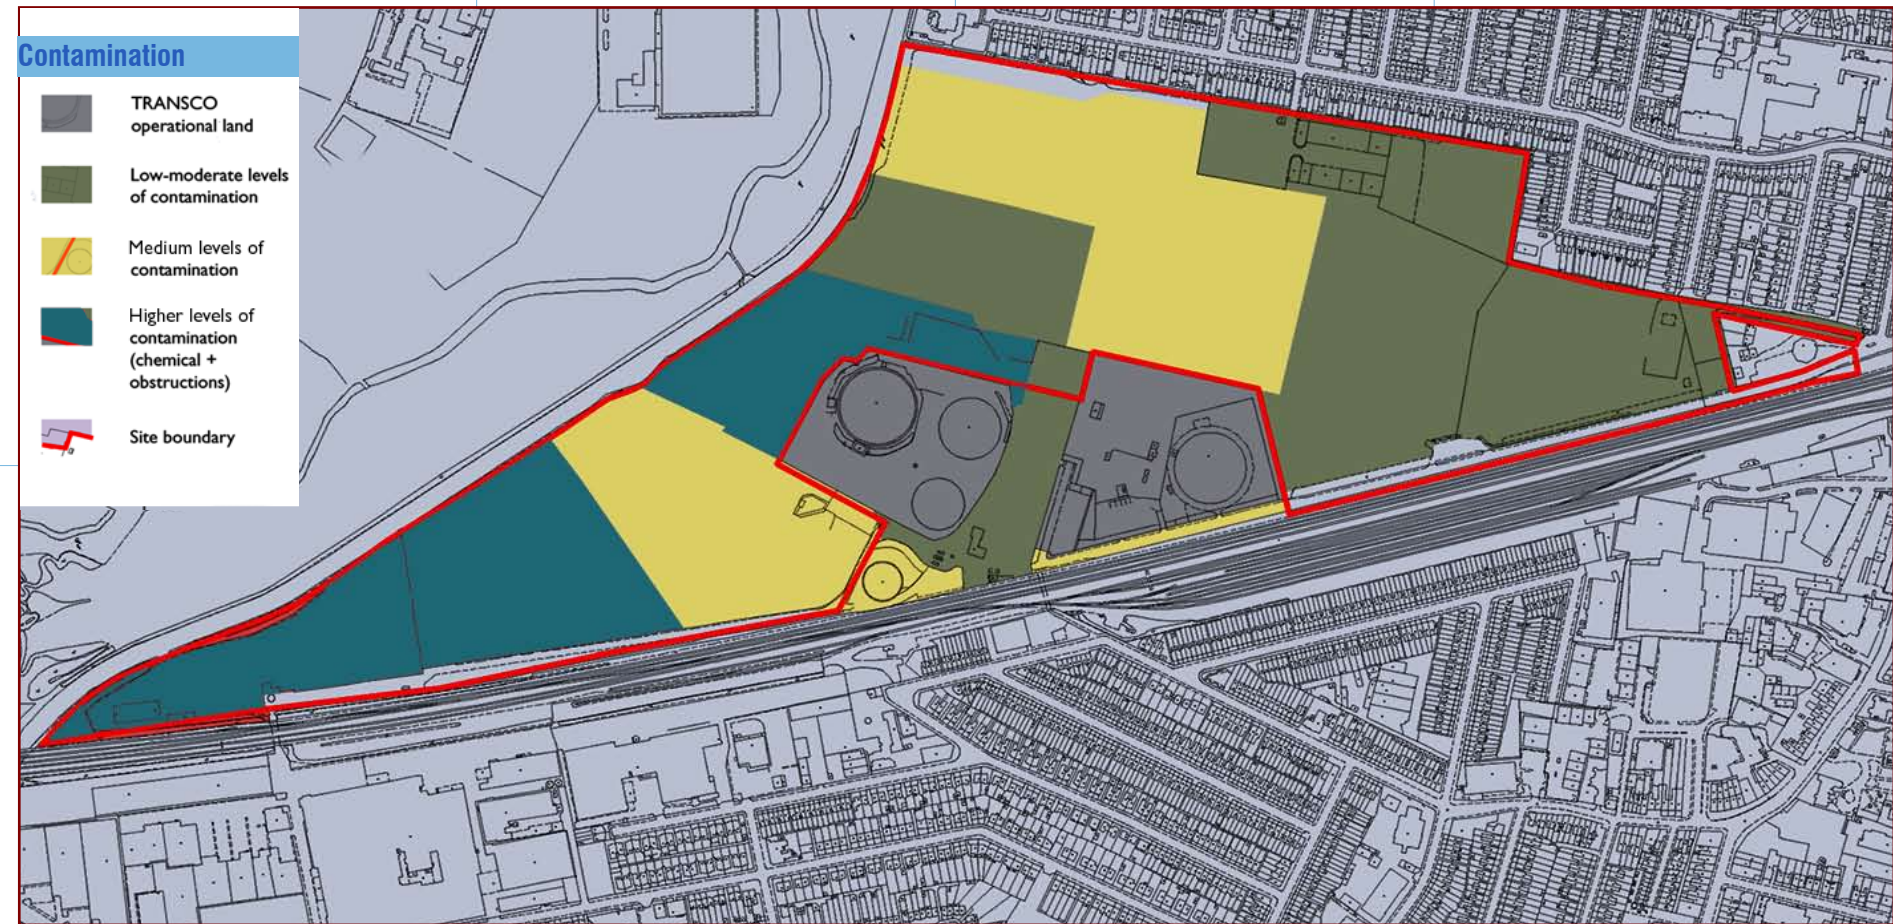 Contamination
TRANSCO
operational land
Low-moderate levels
of contamination
Medium levels of
contamination
Higher levels of
contamination
(chemical +
obstructions)
Site boundary